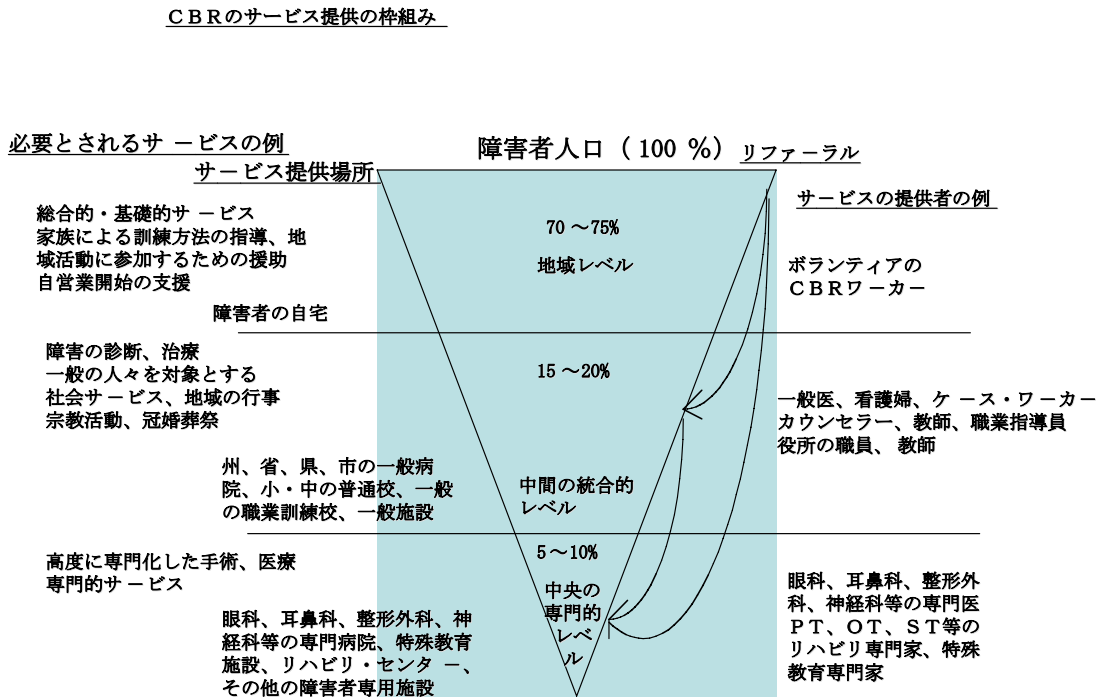 ＣＢＲのサービス提供の枠組み
必要とされるサ －ビスの例
サービス提供場所
障害者人口（ 100 %）
リファ－ラル
サービスの提供者の例
総合的・基礎的サ －ビス
家族による訓練方法の指導、地
域活動に参加するための援助
自営業開始の支援
障害者の自宅
70 ～75%
地域レベル
ボランティアの
ＣＢＲワ－カ－
障害の診断、治療
一般の人々を対象とする
社会サービス、地域の行事
宗教活動、冠婚葬祭
州、省、県、市の一般病
院、小・中の普通校、一般
の職業訓練校、一般施設
15 ～20%
中間の統合的
レベル
一般医、看護婦、ケ －ス・ワ－カ－
カウンセラー、教師、職業指導員
役所の職員、 教師
高度に専門化した手術、医療
専門的サ－ビス
眼科、耳鼻科、整形外科、神
経科等の専門病院、特殊教育
施設、リハビリ・センタ －、
その他の障害者専用施設
5 ～10%
中央の
専門的
レベ
ル
眼科、耳鼻科、整形外
科、神経科等の専門医
ＰＴ、ＯＴ、ＳＴ等の
リハビリ専門家、特殊
教育専門家